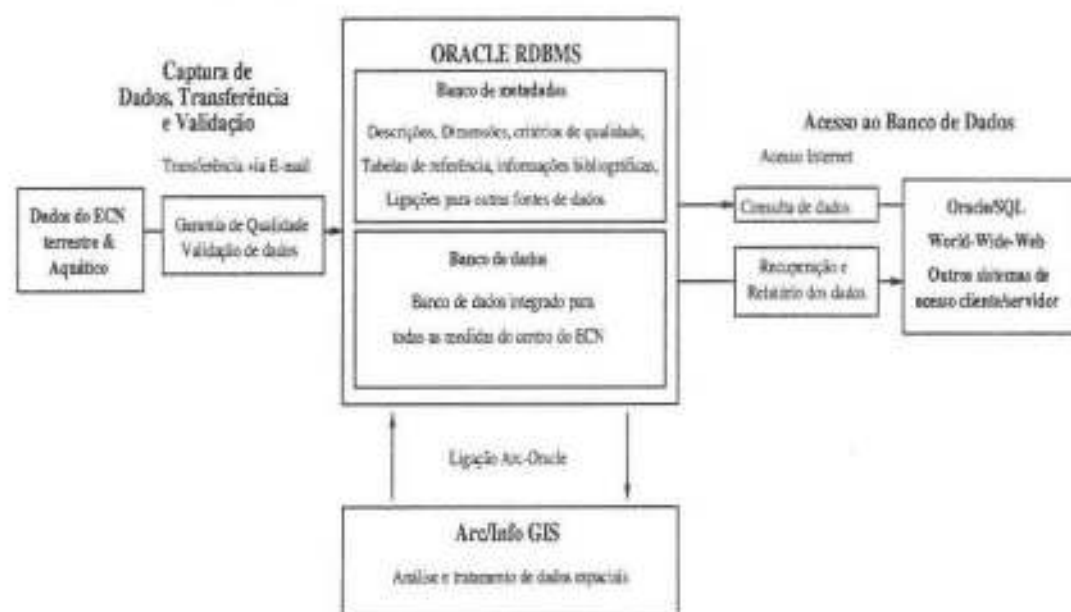 Captura de
Dados, Transferência
e Validação
Transferência via E-mail
Dados do ECN
terrestre &
Aquático
Garantia de Qualidade
Validação de dados
ORACLE RDBMS
Banco de metadados
Descrições, Dimensões, critérios de qualidade,
Tabelas de referência, informações bibliográficas,
Ligações para outras fontes de dados
Banco de dados
Banco de dados integrado para
todas as medidas do centro do ECN
Acesso ao Banco de Dados
Acesso Internet
Consulta de dados
Recuperação e
Relatório dos dados
Oracle/SQL
World-Wide-Web
Outros sistemas de
acesso cliente/servidor
Ligação Arc-Oracle
Arc/Info GIS
Análise e tratamento de dados espaciais